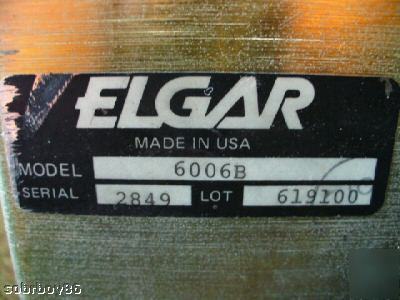 ELGAR
MADE IN USA
MODEL 6006B
SERIAL 2849 LOT 619100
sobrboy86